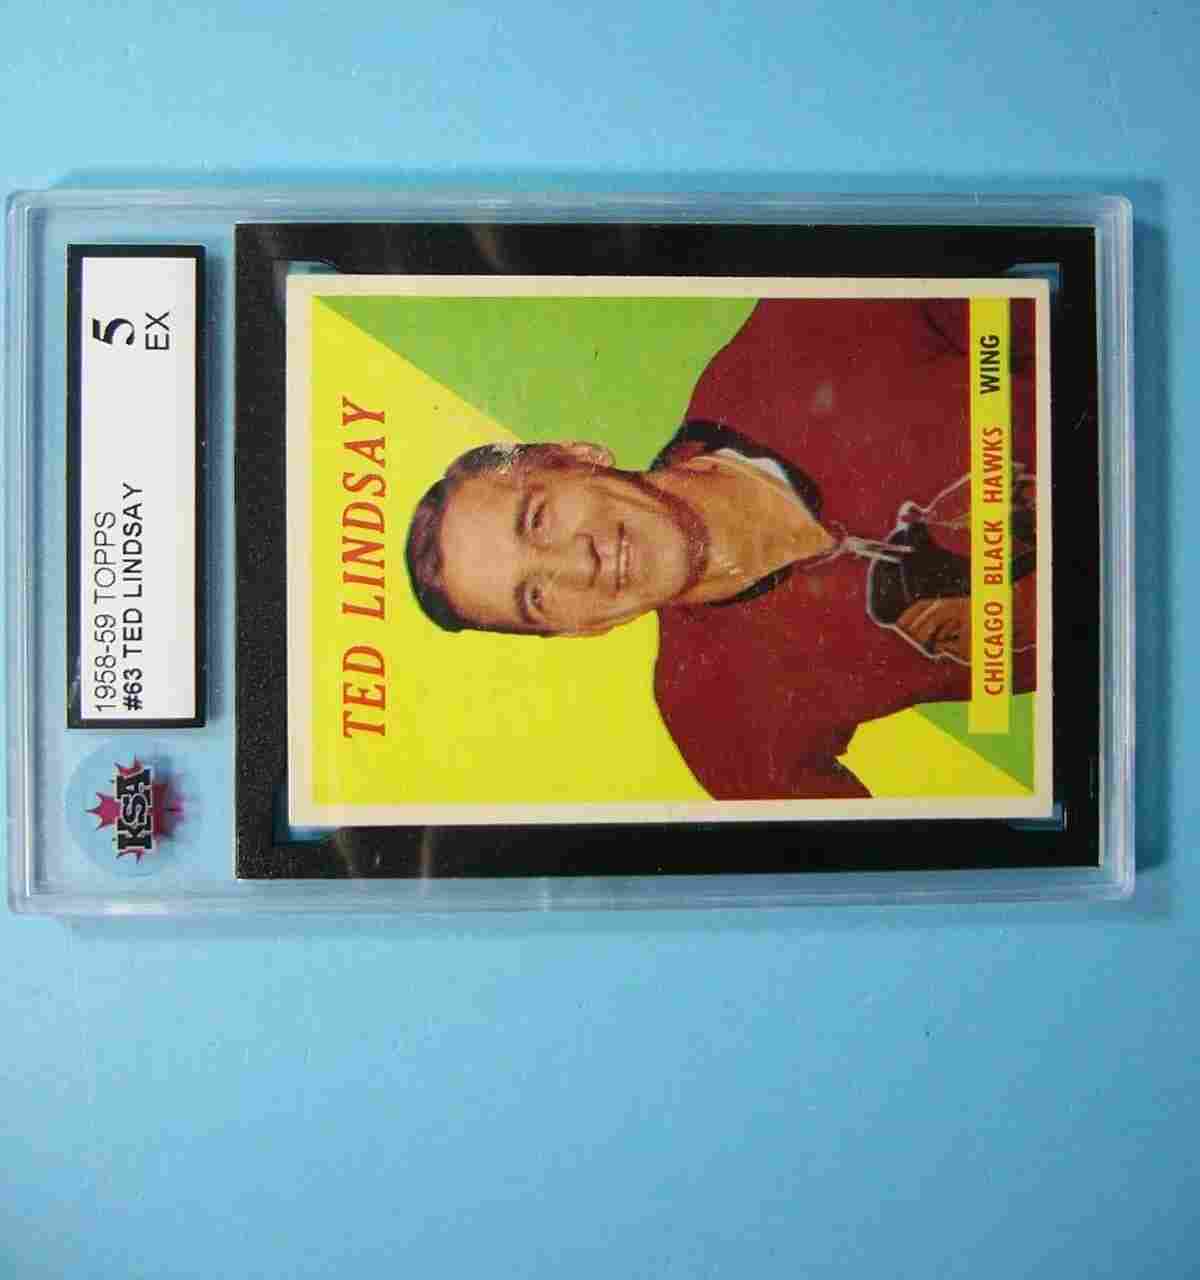 1958-59 TOPPS
#63 TED LINDSAY
5
EX
KSA
TED LINDSAY
CHICAGO BLACK HAWKS WING